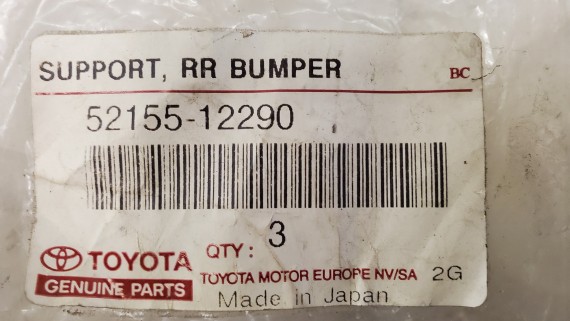 SUPPORT, RR BUMPER BC
52155-12290
QTY: 3
TOYOTA
GENUINE PARTS
TOYOTA MOTOR EUROPE NV/SA 2G
Made in Japan